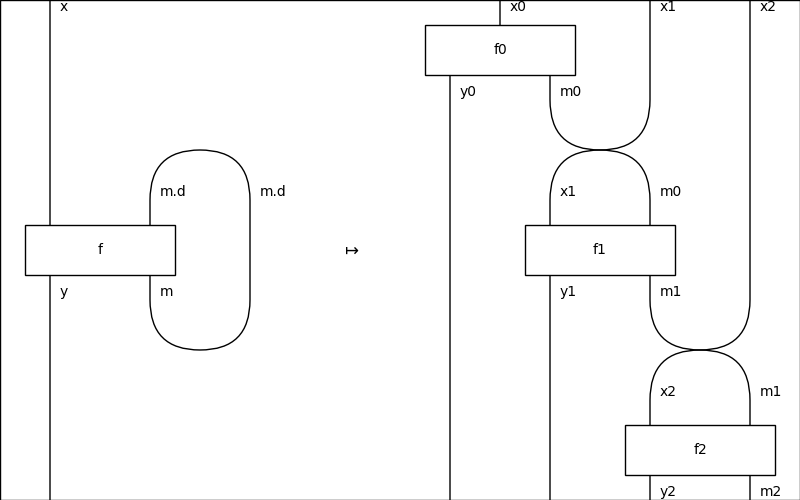 x x0 x1 x2
f0
y0 m0
m.d m.d x1 m0
f ↦ f1
y m y1 m1
x2 m1
f2
y2 m2